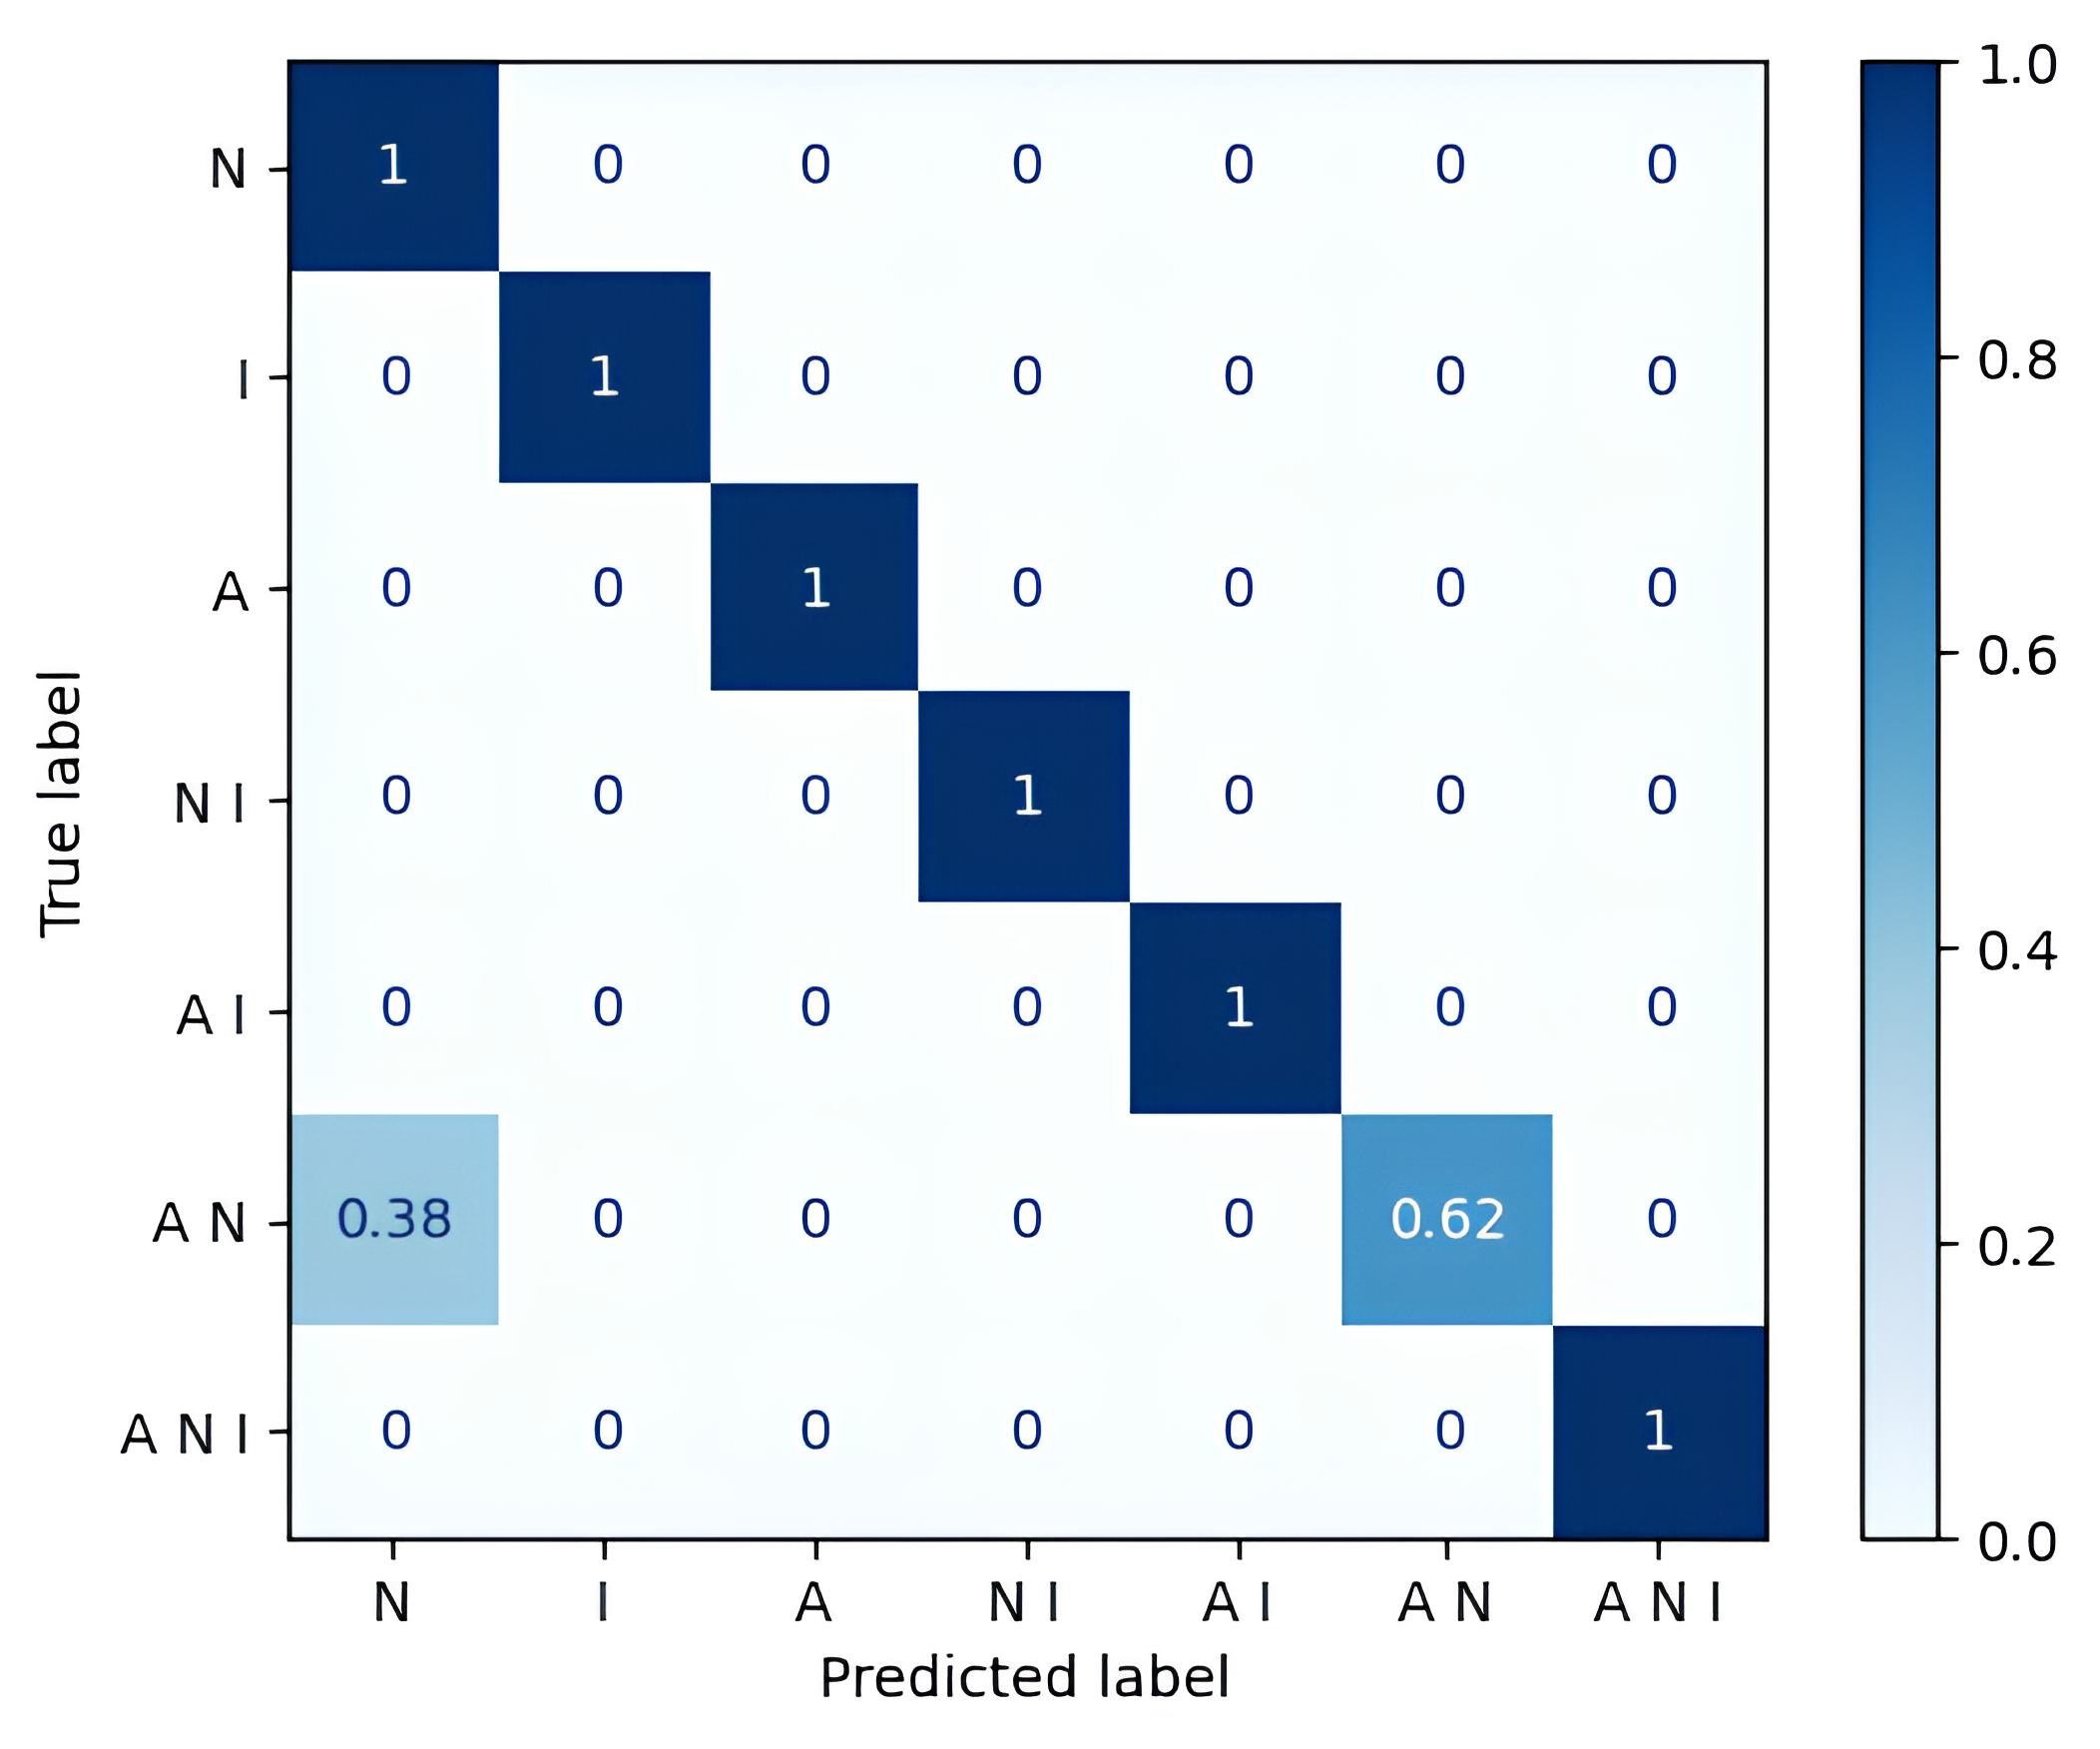 N 1 0 0 0 0 0 0
I 0 1 0 0 0 0 0
A 0 0 1 0 0 0 0
N I 0 0 0 1 0 0 0
A I 0 0 0 0 1 0 0
A N 0.38 0 0 0 0 0.62 0
A N I 0 0 0 0 0 0 1
N I A N I A I A N A N I
Predicted label
True label
1.0
0.8
0.6
0.4
0.2
0.0